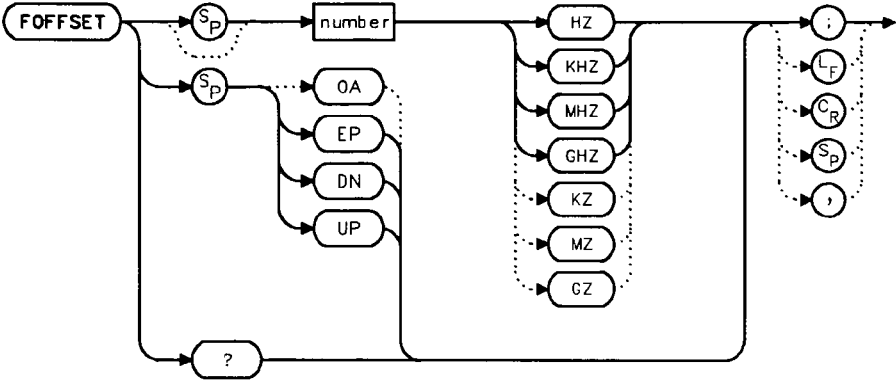 FOFFSET SP number HZ ;
KHZ LF
SP OA MHZ CR
EP GHZ SP
DN KZ ,
UP MZ
GZ
?